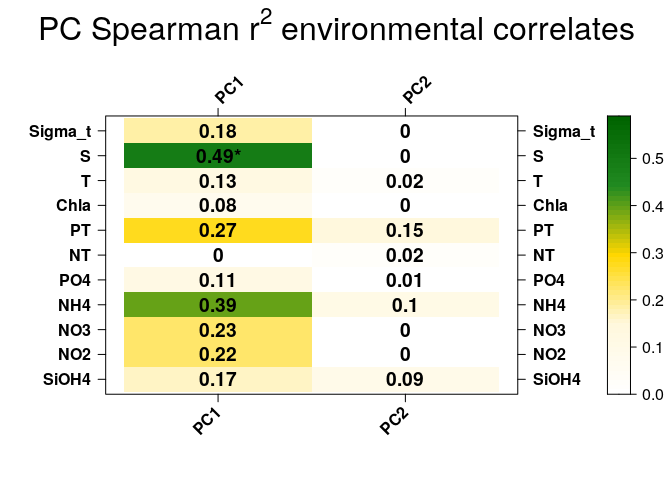 PC Spearman r2 environmental correlates
PC1 PC2
Sigma_t 0.18 0 Sigma_t
S 0.49* 0 S 0.5
T 0.13 0.02 T
Chla 0.08 0 Chla 0.4
PT 0.27 0.15 PT
NT 0 0.02 NT 0.3
PO4 0.11 0.01 PO4
NH4 0.39 0.1 NH4 0.2
NO3 0.23 0 NO3
NO2 0.22 0 NO2 0.1
SiOH4 0.17 0.09 SiOH4
0.0
PC1 PC2